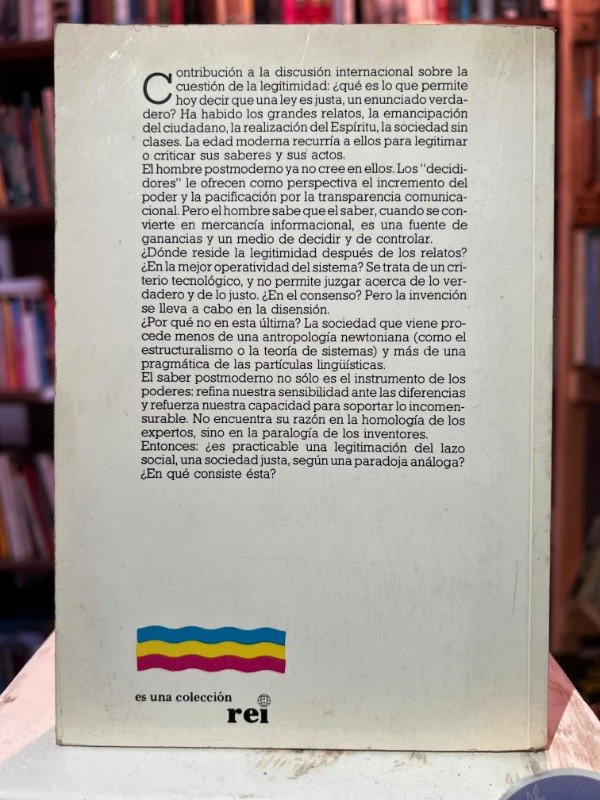 Contribución a la discusión internacional sobre la
cuestión de la legitimidad: ¿qué es lo que permite
hoy decir que una ley es justa, un enunciado verda-
dero? Ha habido los grandes relatos, la emancipación
del ciudadano, la realización del Espíritu, la sociedad sin
clases. La edad moderna recurría a ellos para legitimar
o criticar sus saberes y sus actos.
El hombre postmoderno ya no cree en ellos. Los "decidi-
dores" le ofrecen como perspectiva el incremento del
poder y la pacificación por la transparencia comunica-
cional. Pero el hombre sabe que el saber, cuando se con-
vierte en mercancía informacional, es una fuente de
ganancias y un medio de decidir y de controlar.
¿Dónde reside la legitimidad después de los relatos?
¿En la mejor operatividad del sistema? Se trata de un cri-
terio tecnológico, y no permite juzgar acerca de lo ver-
dadero y de lo justo. ¿En el consenso? Pero la invención
se lleva a cabo en la disensión.
¿Por qué no en esta última? La sociedad que viene pro-
cede menos de una antropología newtoniana (como el
estructuralismo o la teoría de sistemas) y más de una
pragmática de las partículas lingüísticas.
El saber postmoderno no sólo es el instrumento de los
poderes: refina nuestra sensibilidad ante las diferencias
y refuerza nuestra capacidad para soportar lo inconmen-
surable. No encuentra su razón en la homología de los
expertos, sino en la paralogía de los inventores.
Entonces: ¿es practicable una legitimación del lazo
social, una sociedad justa, según una paradoja análoga?
¿En qué consiste ésta?
es una colección
rei